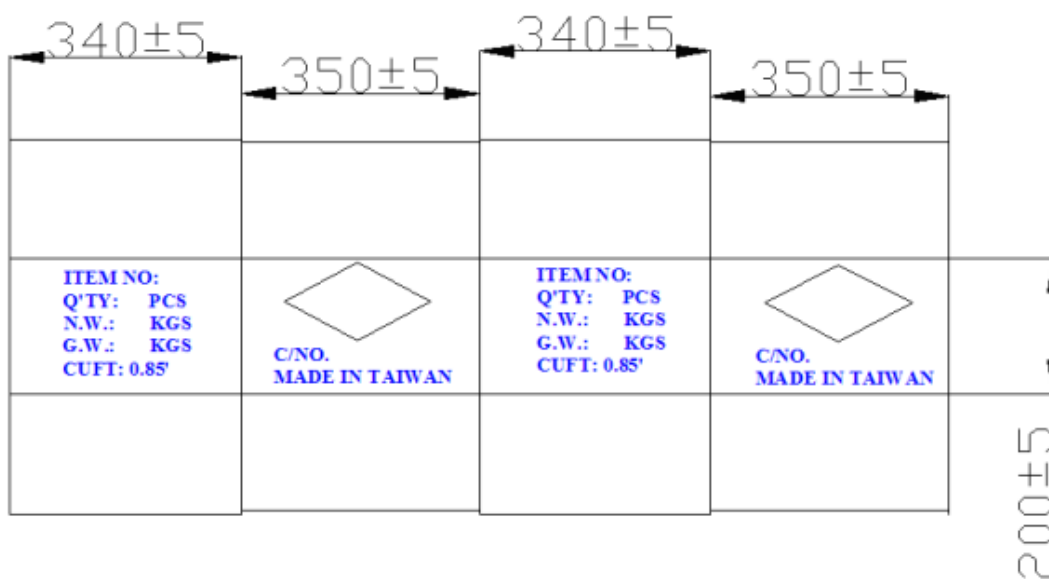 340±5
350±5
340±5
350±5
ITEM NO:
Q'TY: PCS
N.W.: KGS
G.W.: KGS
CUFT: 0.85'
C/NO.
MADE IN TAIWAN
ITEM NO:
Q'TY: PCS
N.W.: KGS
G.W.: KGS
CUFT: 0.85'
C/NO.
MADE IN TAIWAN
200±5